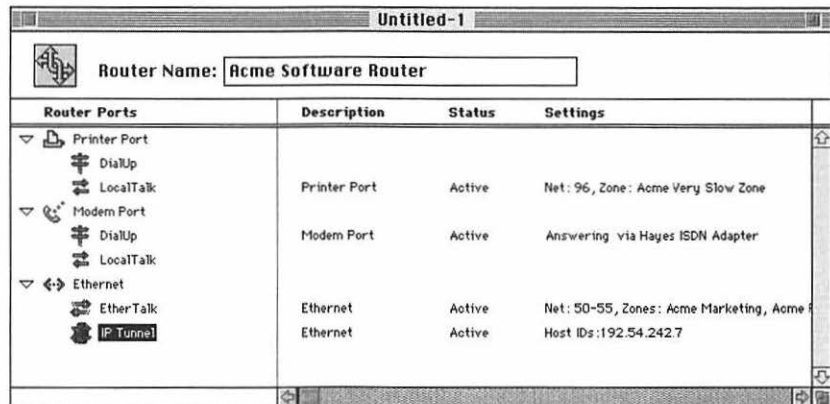 Untitled-1
Router Name: Acme Software Router
Router Ports Description Status Settings
Printer Port
DialUp
LocalTalk Printer Port Active Net: 96, Zone: Acme Very Slow Zone
Modem Port
DialUp Modem Port Active Answering via Hayes ISDN Adapter
LocalTalk
Ethernet
EtherTalk Ethernet Active Net: 50-55, Zones: Acme Marketing, Acme
IP Tunnel Ethernet Active Host IDs:192.54.242.7